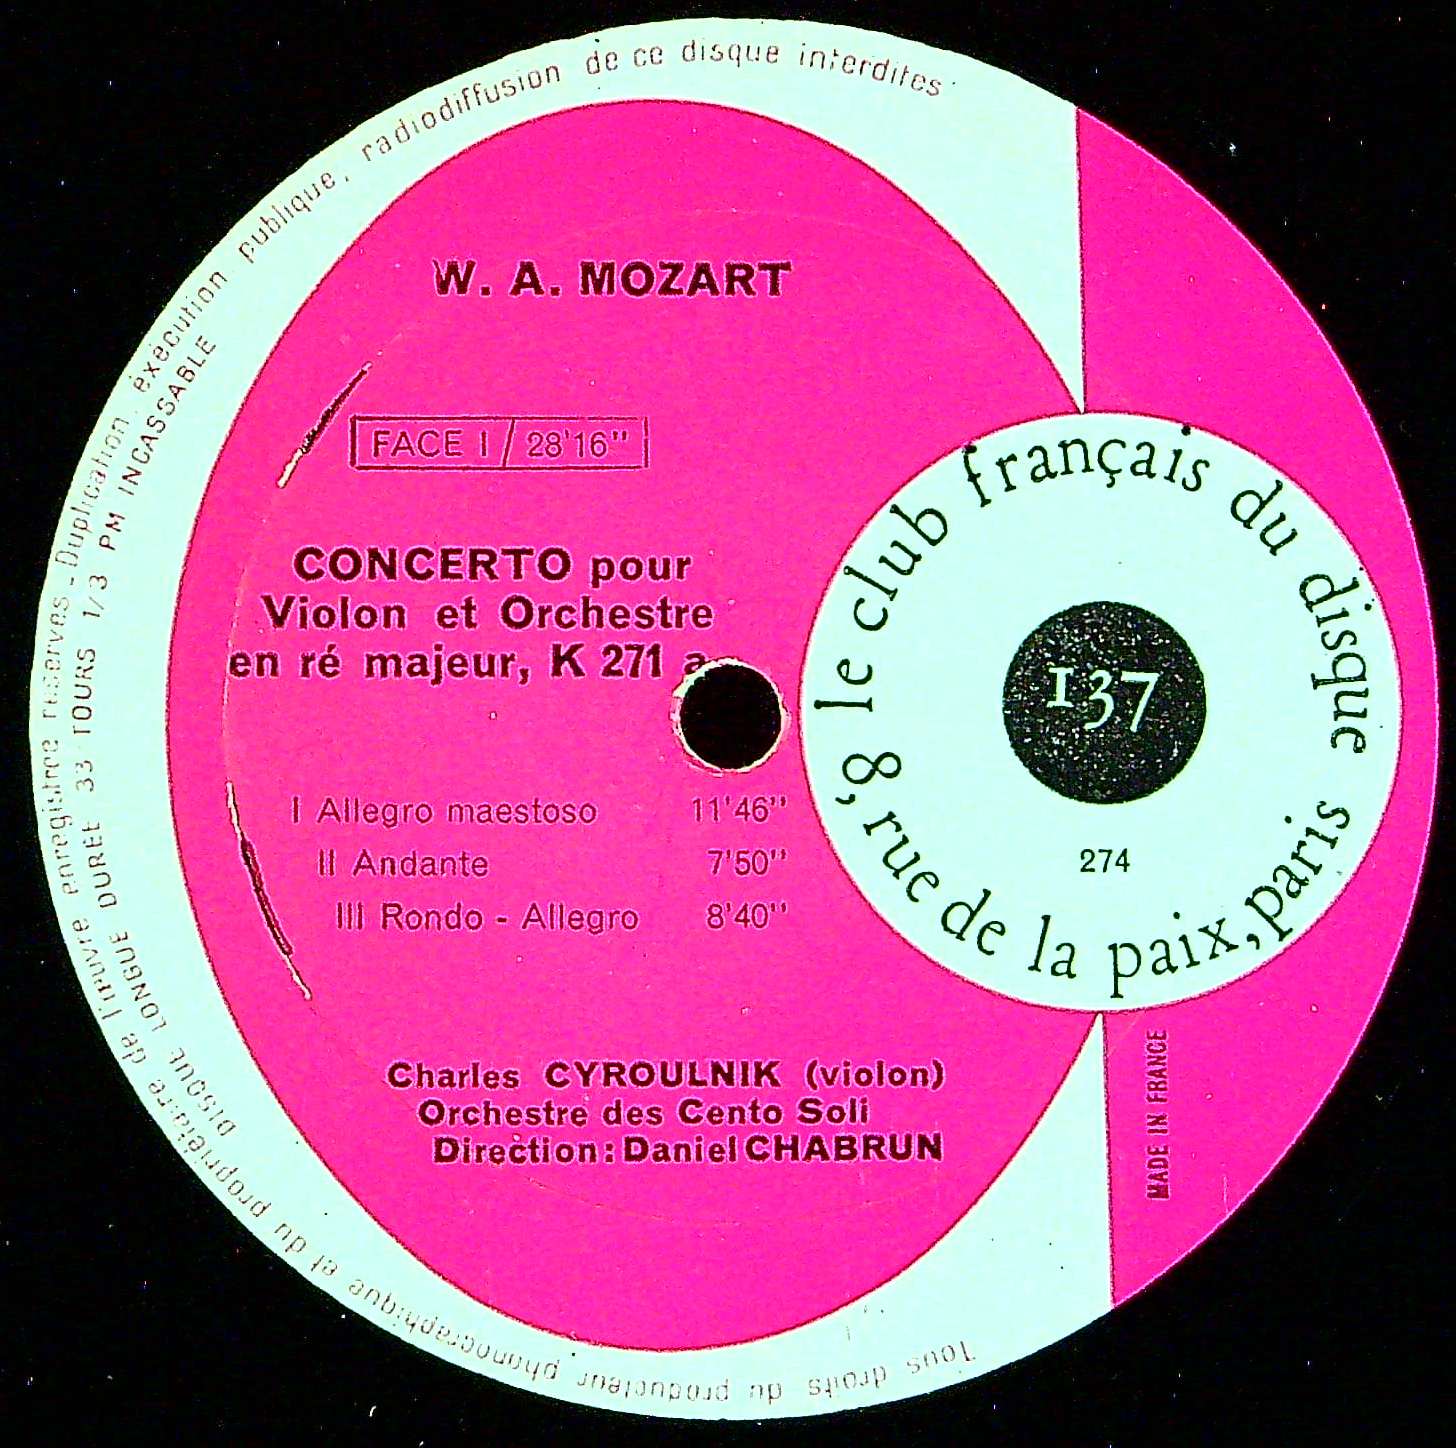 W. A. MOZART
FACE I / 28'16"
CONCERTO pour
Violon et Orchestre
en ré majeur, K 271 a
I Allegro maestoso 11'46"
II Andante 7'50"
III Rondo - Allegro 8'40"
Charles CYROULNIK (violon)
Orchestre des Cento Soli
Direction : Daniel CHABRUN
le club français du disque
8, rue de la paix, paris
137
274
MADE IN FRANCE
Tous droits du producteur phonographique et du propriétaire de l'œuvre enregistrée réservés - Duplication, éxécution publique, radiodiffusion de ce disque interdites
DISQUE LONGUE DURÉE 33 TOURS 1/3 PM INCASSABLE